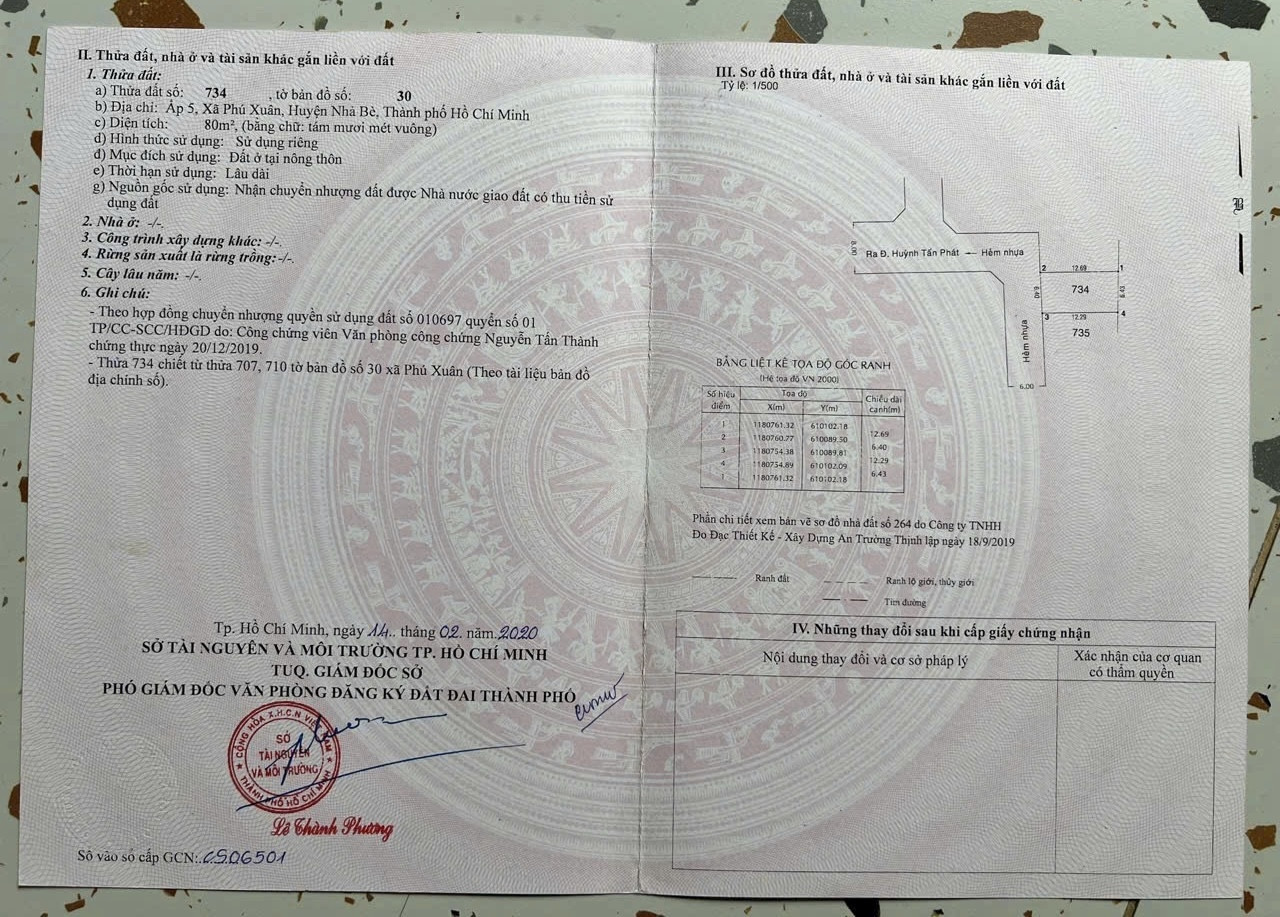 II. Thửa đất, nhà ở và tài sản khác gắn liền với đất
1. Thửa đất:
a) Thửa đất số: 734 , tờ bản đồ số: 30
b) Địa chỉ: Ấp 5, Xã Phú Xuân, Huyện Nhà Bè, Thành phố Hồ Chí Minh
c) Diện tích: 80m², (bằng chữ: tám mươi mét vuông)
d) Hình thức sử dụng: Sử dụng riêng
đ) Mục đích sử dụng: Đất ở tại nông thôn
e) Thời hạn sử dụng: Lâu dài
g) Nguồn gốc sử dụng: Nhận chuyển nhượng đất được Nhà nước giao đất có thu tiền sử
dụng đất
2. Nhà ở: -/-.
3. Công trình xây dựng khác: -/-.
4. Rừng sản xuất là rừng trồng: -/-.
5. Cây lâu năm: -/-.
6. Ghi chú:
- Theo hợp đồng chuyển nhượng quyền sử dụng đất số 010697 quyển số 01
TP/CC-SCC/HĐGD do: Công chứng viên Văn phòng công chứng Nguyễn Tấn Thành
chứng thực ngày 20/12/2019.
- Thửa 734 chiết từ thửa 707, 710 tờ bản đồ số 30 xã Phú Xuân (Theo tài liệu bản đồ
địa chính số).
Tp. Hồ Chí Minh, ngày 14.. tháng 02. năm.2020
SỞ TÀI NGUYÊN VÀ MÔI TRƯỜNG TP. HỒ CHÍ MINH
TUQ. GIÁM ĐỐC SỞ
PHÓ GIÁM ĐỐC VĂN PHÒNG ĐĂNG KÝ ĐẤT ĐAI THÀNH PHỐ
CỘNG HÒA X.H.C.N VIỆT NAM
SỞ
TÀI NGUYÊN
VÀ MÔI TRƯỜNG
THÀNH PHỐ HỒ CHÍ MINH
Lê Thành Phương
Số vào sổ cấp GCN:.CS06501
III. Sơ đồ thửa đất, nhà ở và tài sản khác gắn liền với đất
Tỷ lệ: 1/500
8.00
Ra Đ. Huỳnh Tấn Phát
Hẻm nhựa
2 12.69 1
6.40
734
6.43
3 12.29 4
735
Hẻm nhựa
6.00
BẢNG LIỆT KÊ TỌA ĐỘ GÓC RANH
(Hệ toạ độ VN 2000)
Số hiệu điểm Toạ độ Chiều dài cạnh(m)
X(m) Y(m)
1 1180761.32 610102.18
12.69
2 1180760.77 610089.50
6.40
3 1180754.38 610089.81
12.29
4 1180754.89 610102.09
6.43
1 1180761.32 610102.18
Phần chi tiết xem bản vẽ sơ đồ nhà đất số 264 do Công ty TNHH
Đo Đạc Thiết Kế - Xây Dựng An Trường Thịnh lập ngày 18/9/2019
Ranh đất
Ranh lộ giới, thủy giới
Tim đường
IV. Những thay đổi sau khi cấp giấy chứng nhận
Nội dung thay đổi và cơ sở pháp lý
Xác nhận của cơ quan
có thẩm quyền